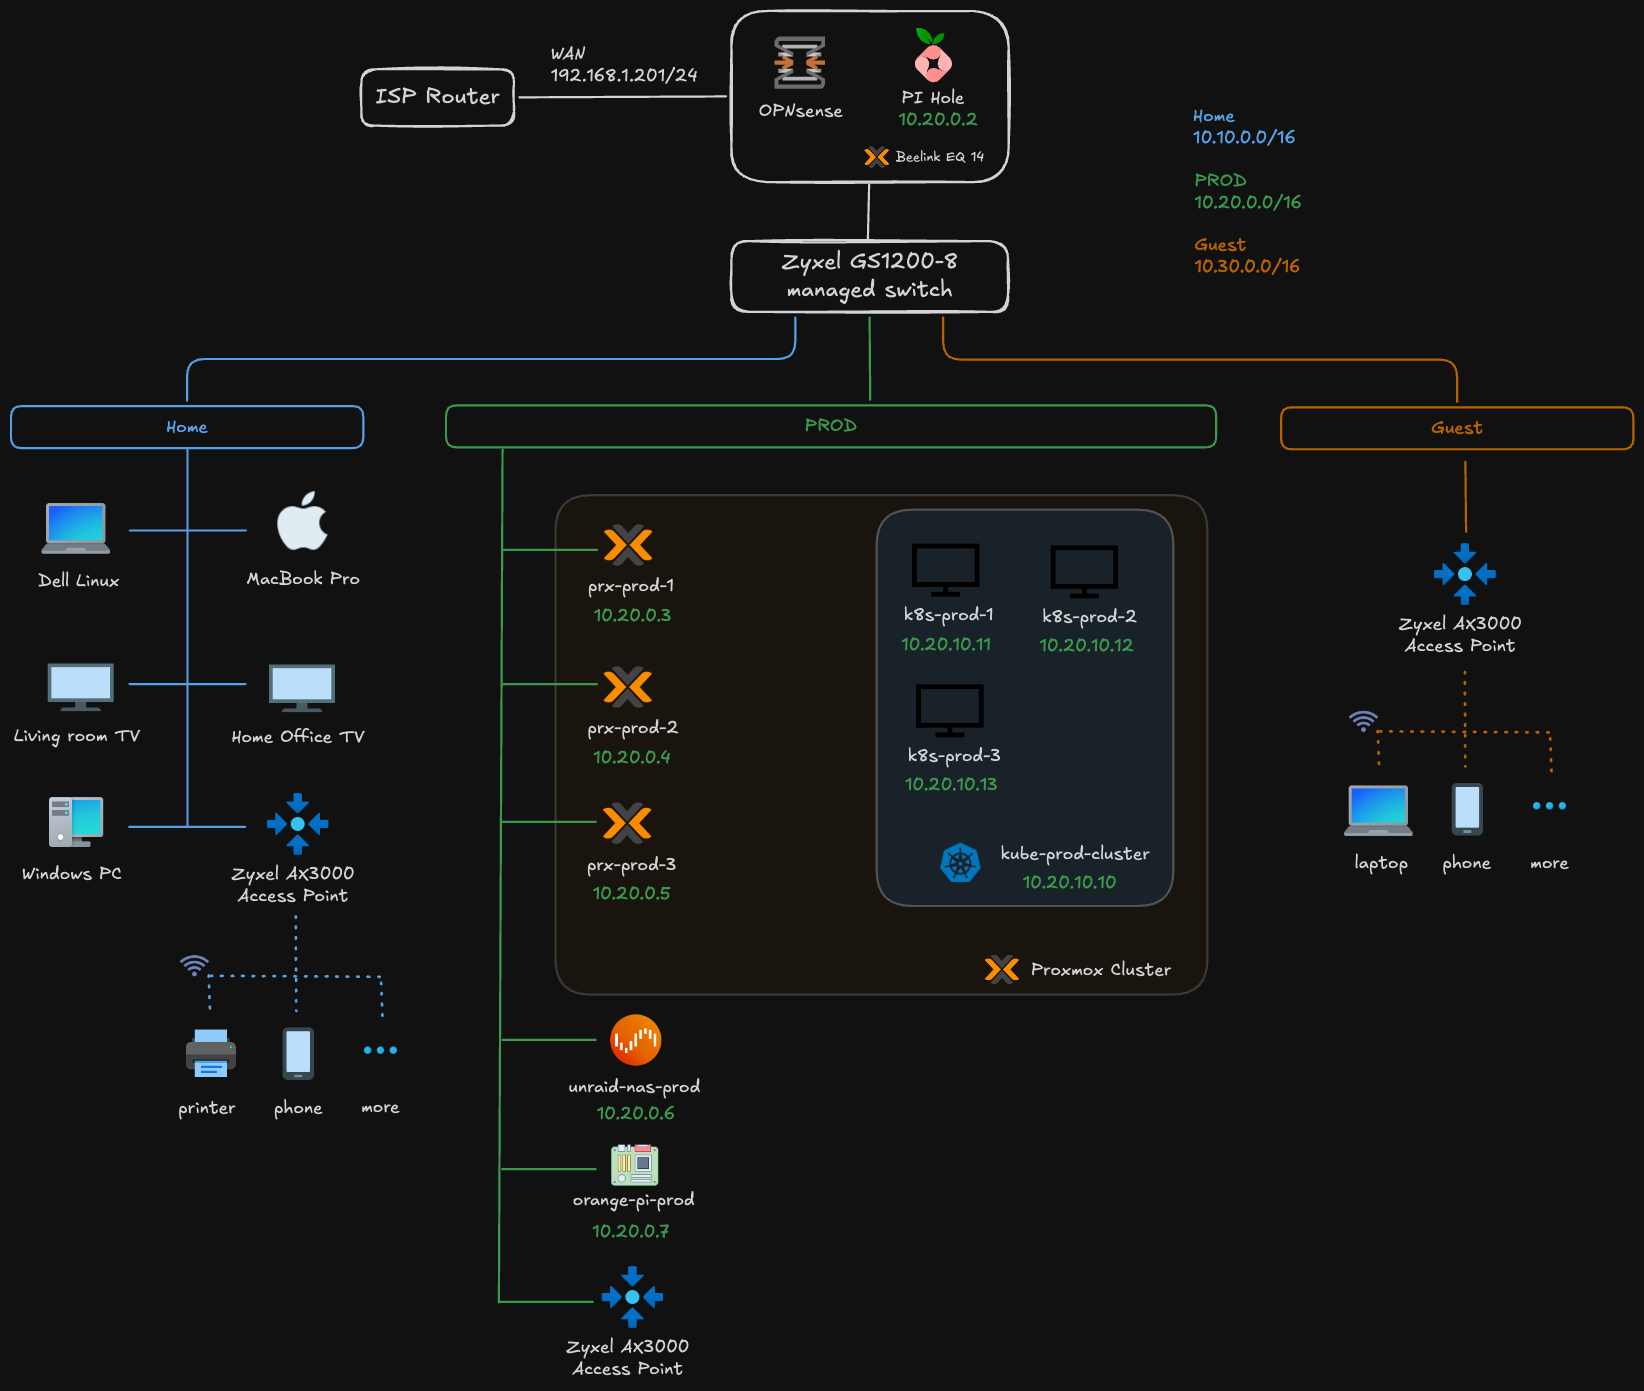 WAN
192.168.1.201/24
ISP Router
OPNsense
PI Hole
10.20.0.2
Beelink EQ 14
Home
10.10.0.0/16
PROD
10.20.0.0/16
Guest
10.30.0.0/16
Zyxel GS1200-8
managed switch
Home
PROD
Guest
Dell Linux
MacBook Pro
Living room TV
Home Office TV
Windows PC
Zyxel AX3000
Access Point
printer
phone
more
prx-prod-1
10.20.0.3
prx-prod-2
10.20.0.4
prx-prod-3
10.20.0.5
k8s-prod-1
10.20.10.11
k8s-prod-2
10.20.10.12
k8s-prod-3
10.20.10.13
kube-prod-cluster
10.20.10.10
Proxmox Cluster
unraid-nas-prod
10.20.0.6
orange-pi-prod
10.20.0.7
Zyxel AX3000
Access Point
Zyxel AX3000
Access Point
laptop
phone
more